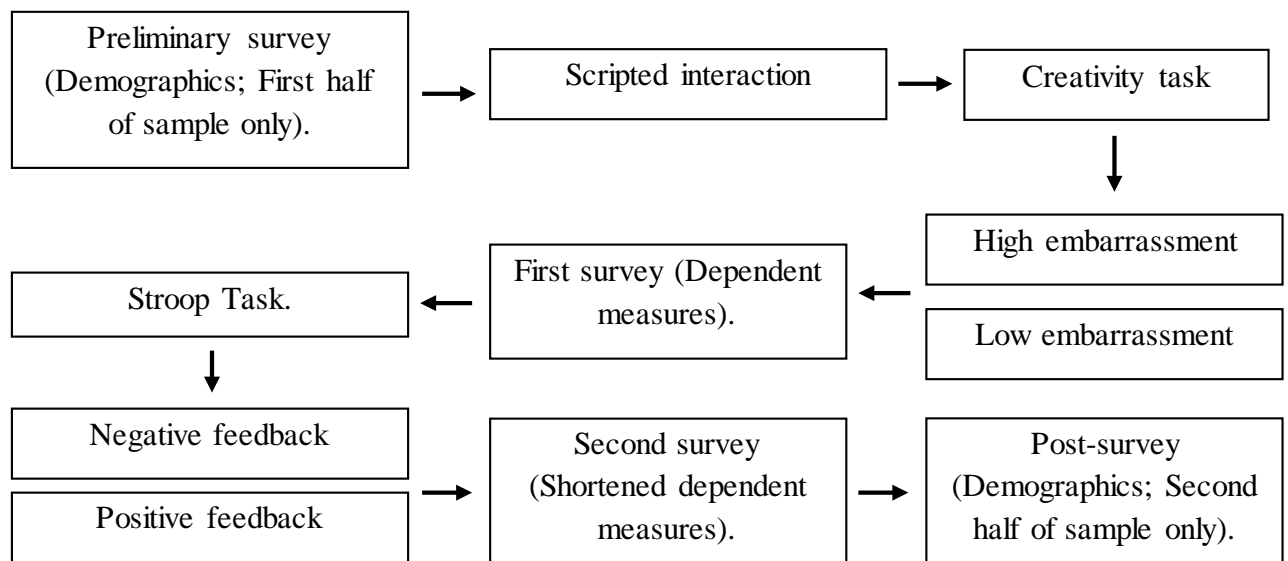 Preliminary survey
(Demographics; First half
of sample only).
Scripted interaction
Creativity task
High embarrassment
Low embarrassment
First survey (Dependent
measures).
Stroop Task.
Negative feedback
Positive feedback
Second survey
(Shortened dependent
measures).
Post-survey
(Demographics; Second
half of sample only).